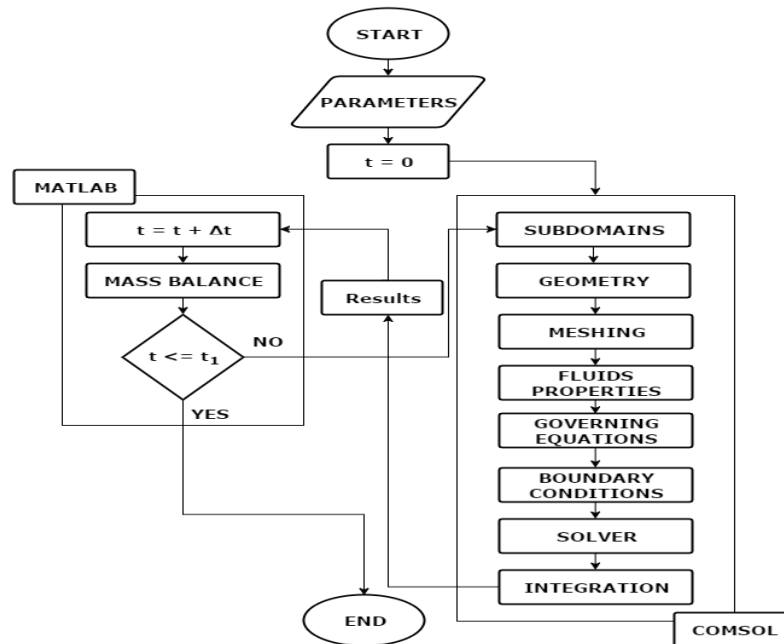 START
PARAMETERS
t = 0
MATLAB
t = t + Δt
MASS BALANCE
t <= t₁
NO
YES
Results
SUBDOMAINS
GEOMETRY
MESHING
FLUIDS
PROPERTIES
GOVERNING
EQUATIONS
BOUNDARY
CONDITIONS
SOLVER
INTEGRATION
END
COMSOL